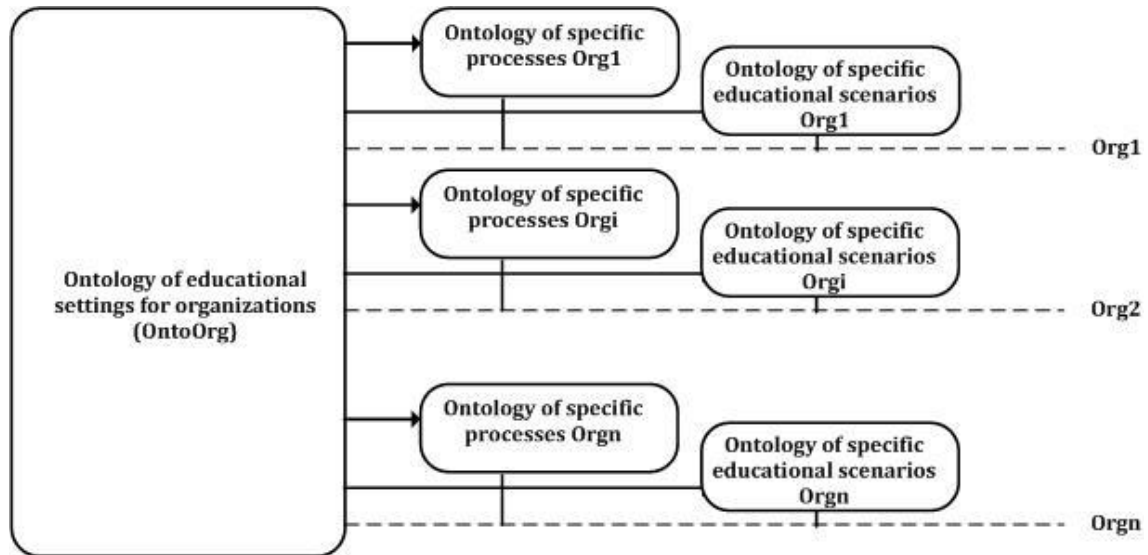 Ontology of educational
settings for organizations
(OntoOrg)
Ontology of specific
processes Org1
Ontology of specific
educational scenarios
Org1
Org1
Ontology of specific
processes Orgi
Ontology of specific
educational scenarios
Orgi
Org2
Ontology of specific
processes Orgn
Ontology of specific
educational scenarios
Orgn
Orgn